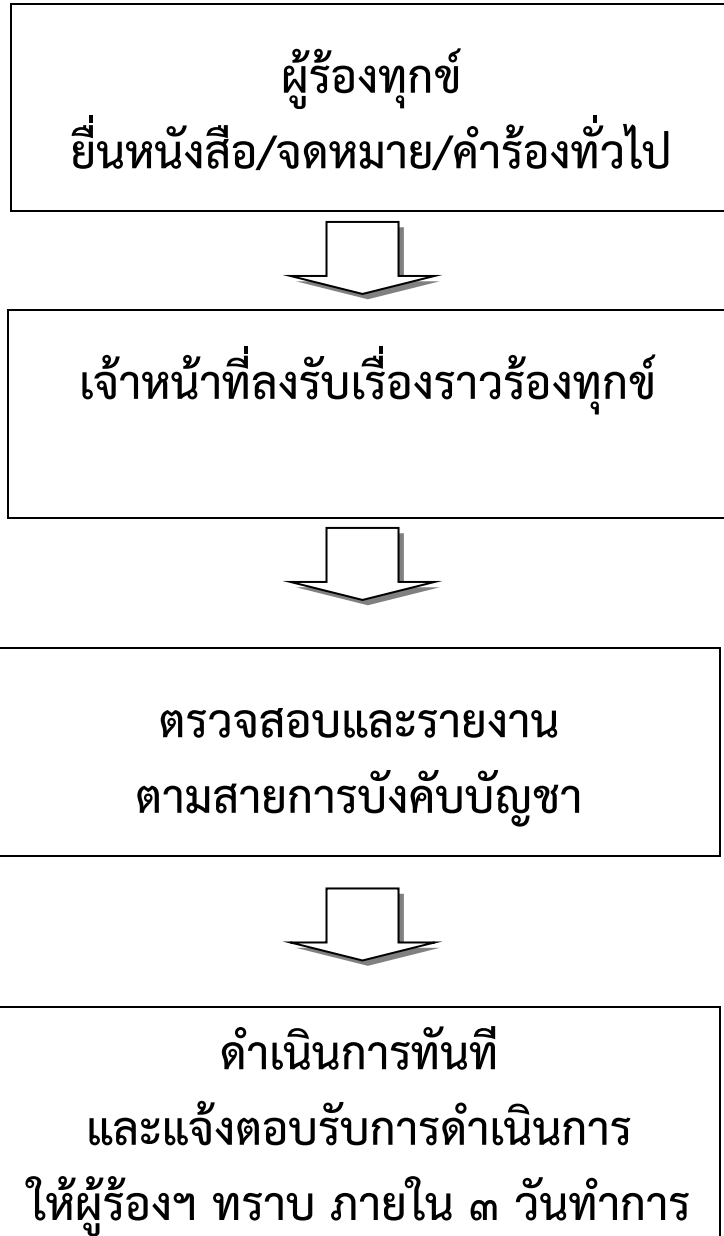 ผู้ร้องทุกข์
ยื่นหนังสือ/จดหมาย/คำร้องทั่วไป
เจ้าหน้าที่ลงรับเรื่องราวร้องทุกข์
ตรวจสอบและรายงาน
ตามสายการบังคับบัญชา
ดำเนินการทันที
และแจ้งตอบรับการดำเนินการ
ให้ผู้ร้องฯ ทราบ ภายใน ๓ วันทำการ